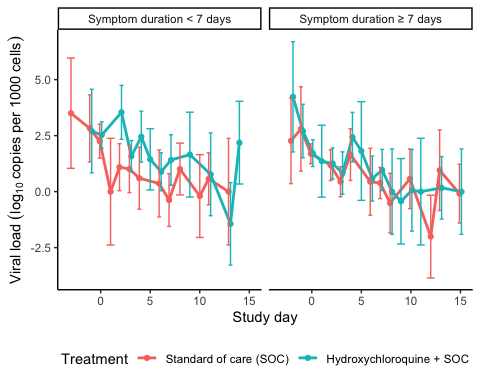 Symptom duration < 7 days
Symptom duration ≥ 7 days
Viral load (log₁₀ copies per 1000 cells)
5.0
2.5
0.0
-2.5
0 5 10 15
0 5 10 15
Study day
Treatment Standard of care (SOC) Hydroxychloroquine + SOC